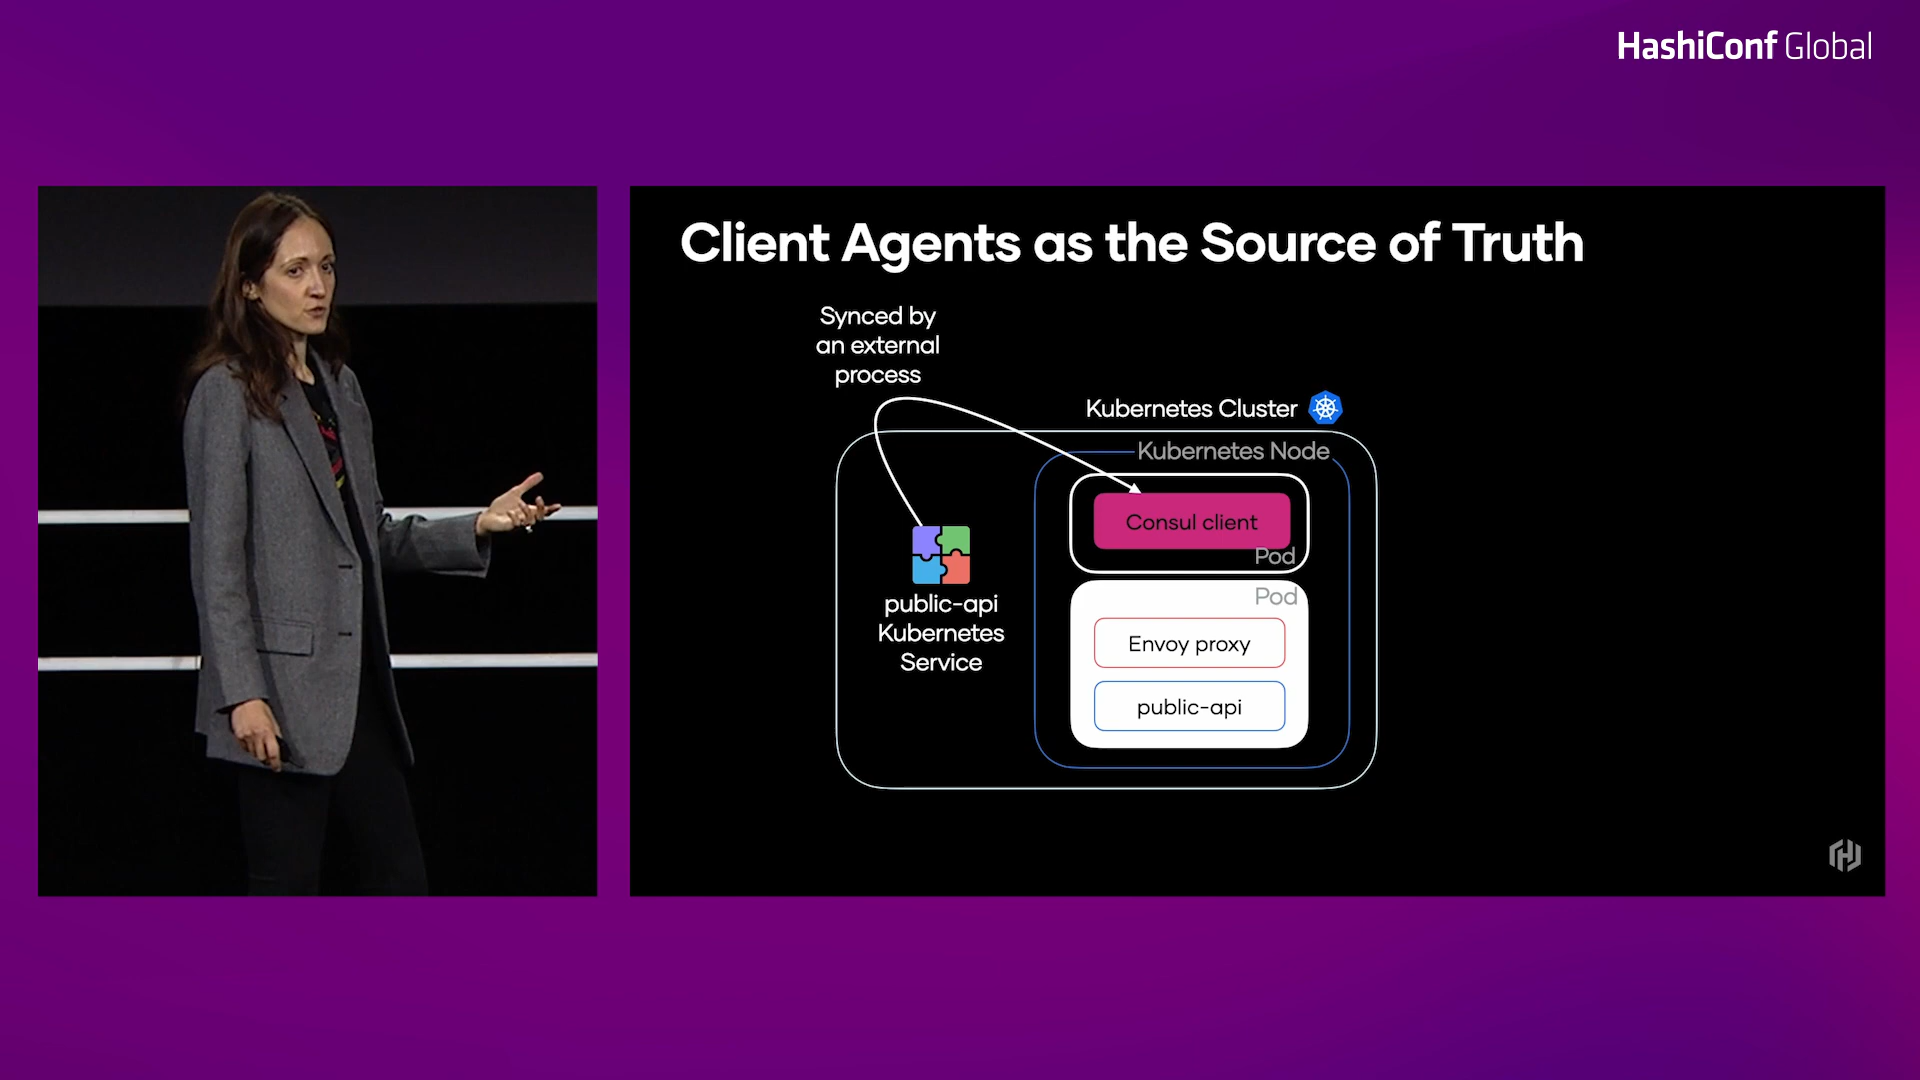 HashiConf Global
Client Agents as the Source of Truth
Synced by
an external
process
Kubernetes Cluster
Kubernetes Node
Consul client
Pod
Pod
public-api
Kubernetes
Service
Envoy proxy
public-api